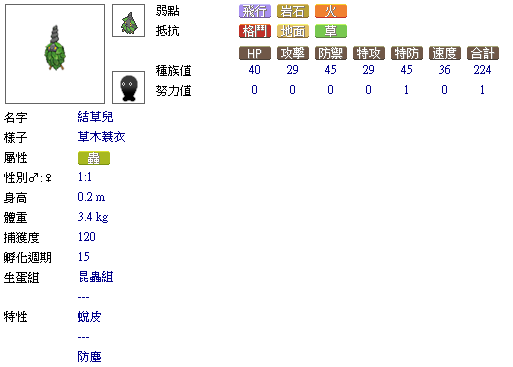 弱點 飛行 岩石 火
抵抗 格鬥 地面 草
HP 攻擊 防禦 特攻 特防 速度 合計
種族值 40 29 45 29 45 36 224
努力值 0 0 0 0 1 0 1
名字 結草兒
樣子 草木蓑衣
屬性 蟲
性別♂:♀ 1:1
身高 0.2 m
體重 3.4 kg
捕獲度 120
孵化週期 15
生蛋組 昆蟲組
---
特性 蛻皮
---
防塵